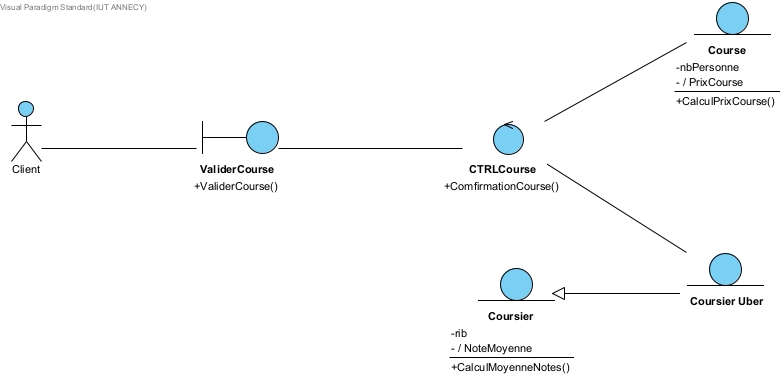 Visual Paradigm Standard(IUT ANNECY)
Course
-nbPersonne
- / PrixCourse
+CalculPrixCourse()
Client
ValiderCourse
+ValiderCourse()
CTRLCourse
+ComfirmationCourse()
Coursier Uber
Coursier
-rib
- / NoteMoyenne
+CalculMoyenneNotes()